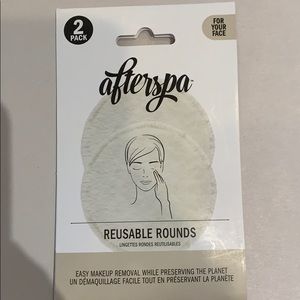 2
PACK
FOR
YOUR
FACE
afterspa
REUSABLE ROUNDS
LINGETTES RONDES REUTILISABLES
EASY MAKEUP REMOVAL WHILE PRESERVING THE PLANET
UN DÉMAQUILLAGE FACILE TOUT EN PRÉSERVANT LA PLANÈTE